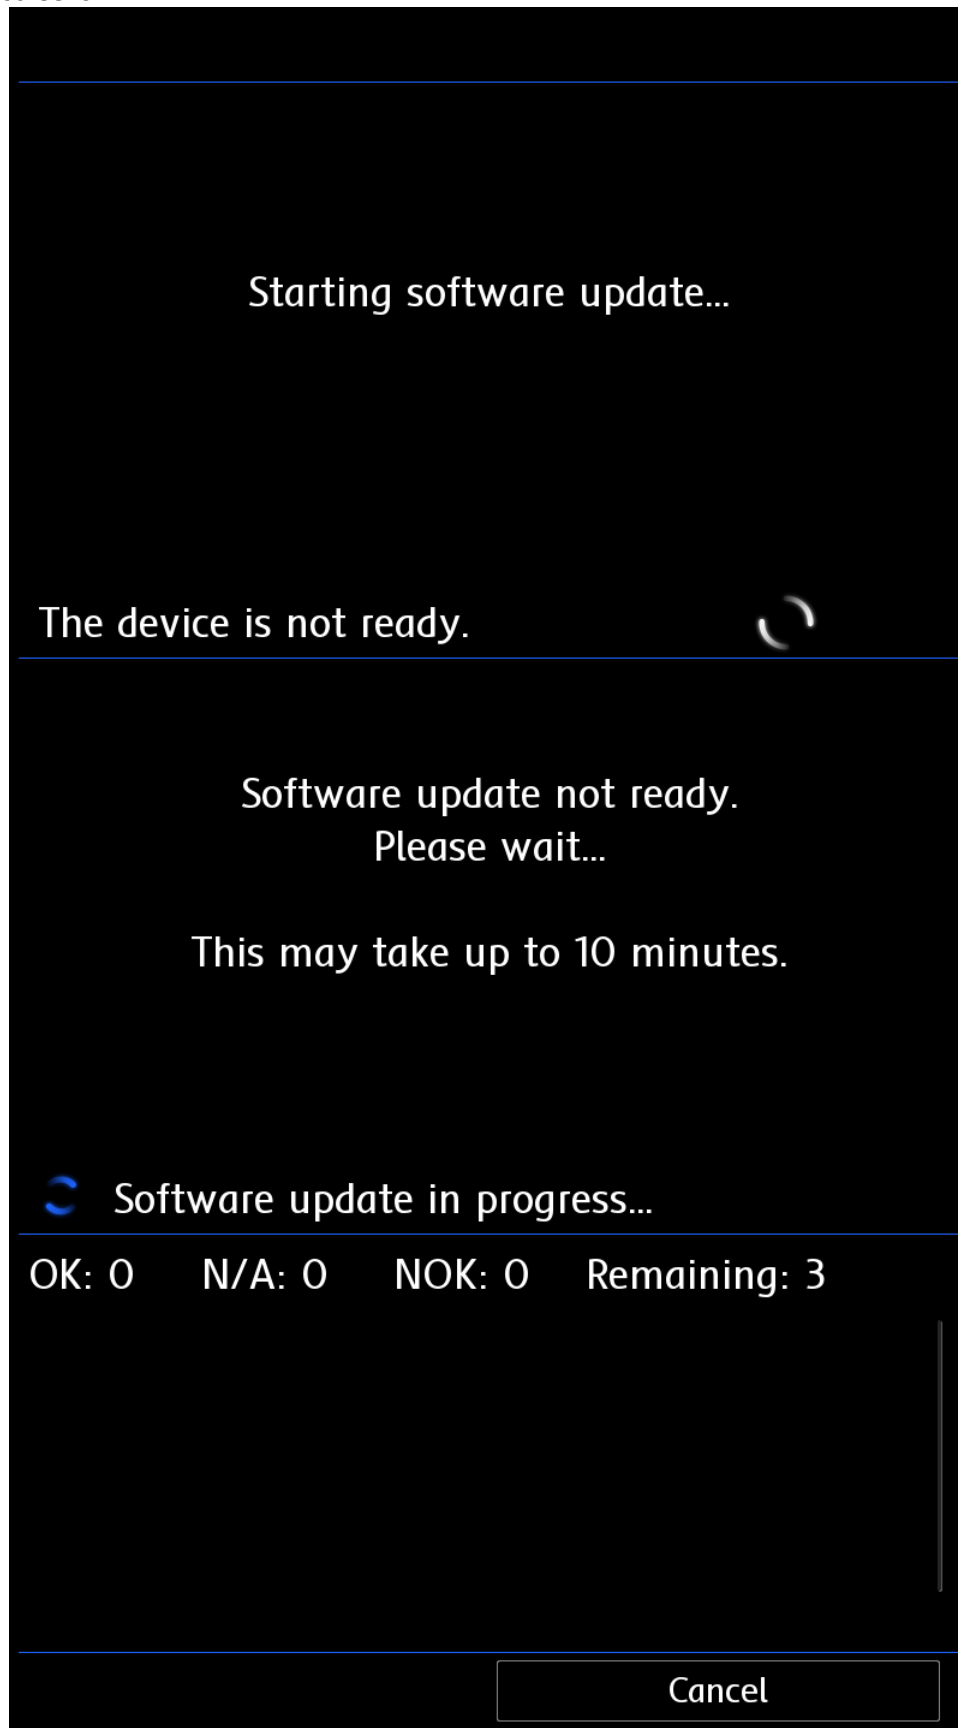 Starting software update...
The device is not ready.
Software update not ready.
Please wait...
This may take up to 10 minutes.
Software update in progress...
OK: 0 N/A: 0 NOK: 0 Remaining: 3
Cancel